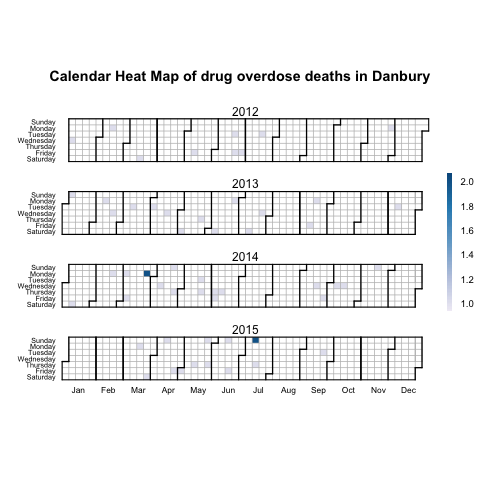 Calendar Heat Map of drug overdose deaths in Danbury
2012
Sunday
Monday
Tuesday
Wednesday
Thursday
Friday
Saturday
2013
Sunday
Monday
Tuesday
Wednesday
Thursday
Friday
Saturday
2014
Sunday
Monday
Tuesday
Wednesday
Thursday
Friday
Saturday
2015
Sunday
Monday
Tuesday
Wednesday
Thursday
Friday
Saturday
Jan Feb Mar Apr May Jun Jul Sep Oct Nov Dec
2.0
1.8
1.6
1.4
1.2
1.0